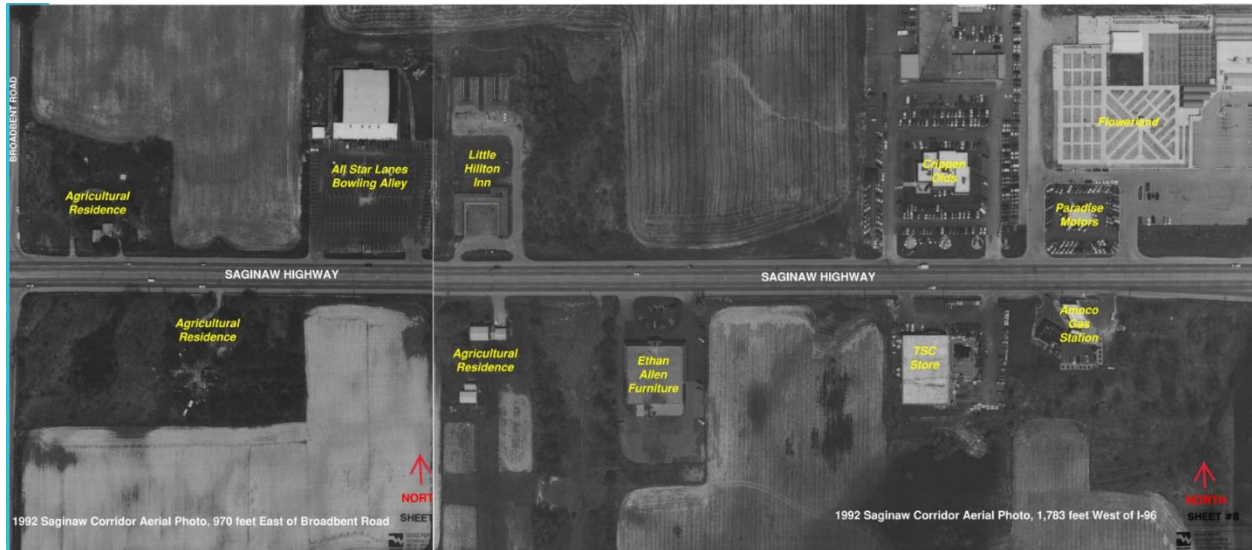 BROADBENT ROAD
Agricultural
Residence
All Star Lanes
Bowling Alley
Little
Hillton
Inn
Crippen
Olds
Flowerland
Paradise
Motors
SAGINAW HIGHWAY
SAGINAW HIGHWAY
Agricultural
Residence
Agricultural
Residence
Ethan
Allen
Furniture
TSC
Store
Amoco
Gas
Station
NORT
SHEET
1992 Saginaw Corridor Aerial Photo, 970 feet East of Broadbent Road
NORTH
SHEET #8
1992 Saginaw Corridor Aerial Photo, 1,783 feet West of I-96